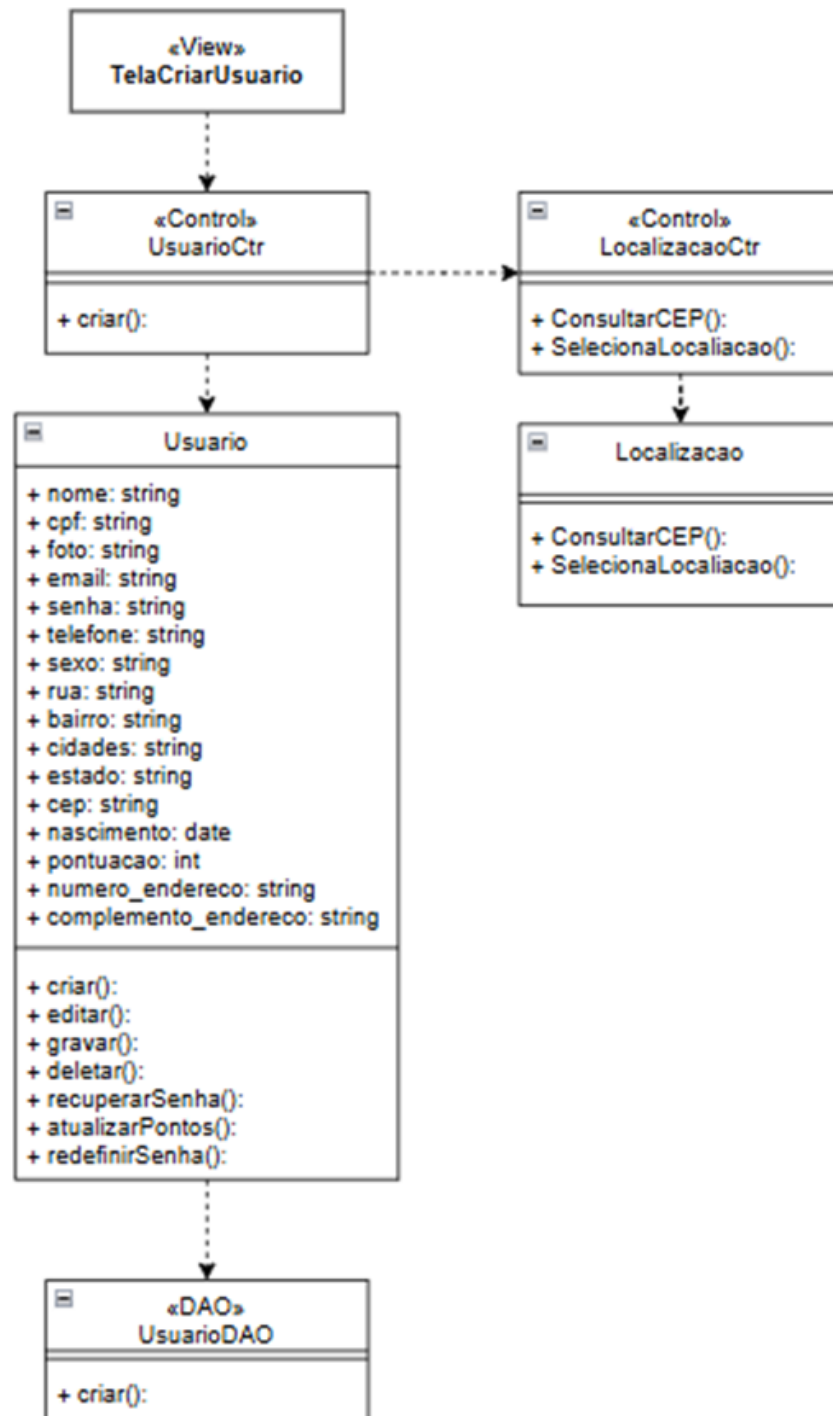 «View»
TelaCriarUsuario
«Control»
UsuarioCtr
+ criar():
«Control»
LocalizacaoCtr
+ ConsultarCEP():
+ SelecionaLocaliacao():
Usuario
+ nome: string
+ cpf: string
+ foto: string
+ email: string
+ senha: string
+ telefone: string
+ sexo: string
+ rua: string
+ bairro: string
+ cidades: string
+ estado: string
+ cep: string
+ nascimento: date
+ pontuacao: int
+ numero_endereco: string
+ complemento_endereco: string
+ criar():
+ editar():
+ gravar():
+ deletar():
+ recuperarSenha():
+ atualizarPontos():
+ redefinirSenha():
Localizacao
+ ConsultarCEP():
+ SelecionaLocaliacao():
«DAO»
UsuarioDAO
+ criar():